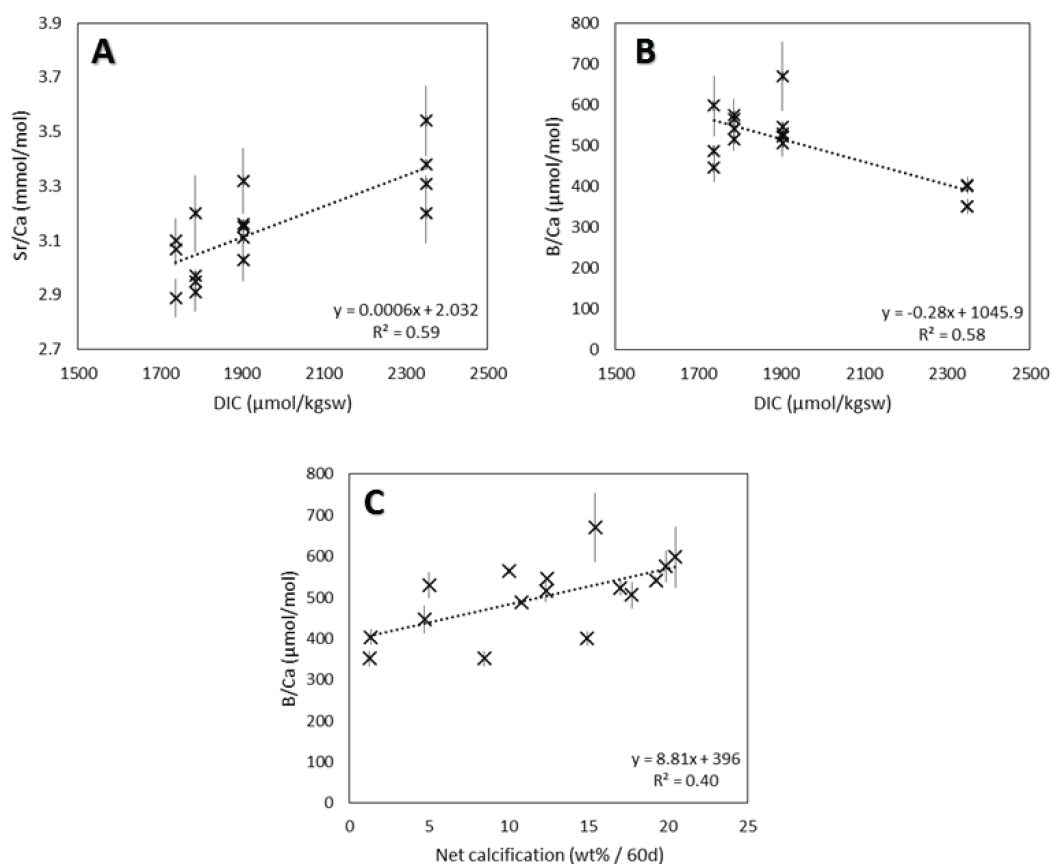 A
Sr/Ca (mmol/mol)
3.9
3.7
3.5
3.3
3.1
2.9
2.7
y = 0.0006x + 2.032
R² = 0.59
1500 1700 1900 2100 2300 2500
DIC (µmol/kgsw)
B
B/Ca (µmol/mol)
800
700
600
500
400
300
200
100
0
y = -0.28x + 1045.9
R² = 0.58
1500 1700 1900 2100 2300 2500
DIC (µmol/kgsw)
C
B/Ca (µmol/mol)
800
700
600
500
400
300
200
100
0
y = 8.81x + 396
R² = 0.40
0 5 10 15 20 25
Net calcification (wt% / 60d)